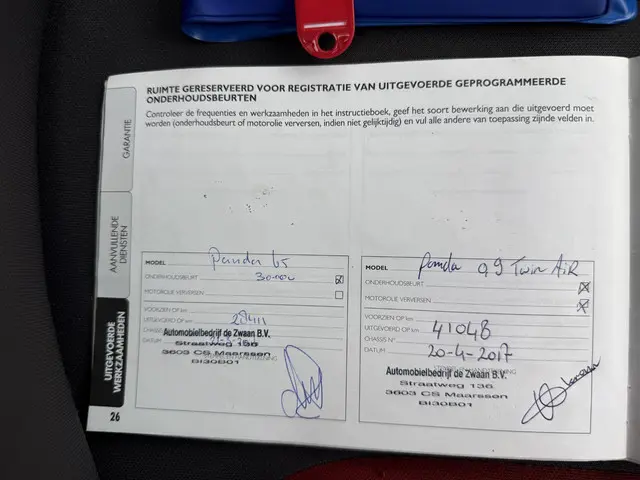 RUIMTE GERESERVEERD VOOR REGISTRATIE VAN UITGEVOERDE GEPROGRAMMEERDE
ONDERHOUDSBEURTEN
Controleer de frequenties en werkzaamheden in het instructieboek, geef het soort bewerking aan die uitgevoerd moet
worden (onderhoudsbeurt of motorolie verversen, indien niet gelijktijdig) en vul alle andere van toepassing zijnde velden in.
GARANTIE
AANVULLENDE
DIENSTEN
UITGEVOERDE
WERKZAAMHEDEN
26
MODEL Panda 65
ONDERHOUDSBEURT 30.000
MOTOROLIE VERVERSEN
VOORZIEN OP km
UITGEVOERD OP km 28411
CHASSIS
DATUM
Automobielbedrijf de Zwaan B.V.
Straatweg 136
3603 CS Maarssen
BI30B01
MODEL Panda 0,9 Twin AiR
ONDERHOUDSBEURT
MOTOROLIE VERVERSEN
VOORZIEN OP km
UITGEVOERD OP km 41048
CHASSIS N°
DATUM 20-4-2017
Automobielbedrijf de Zwaan B.V.
Straatweg 136
3603 CS Maarssen
BI30B01